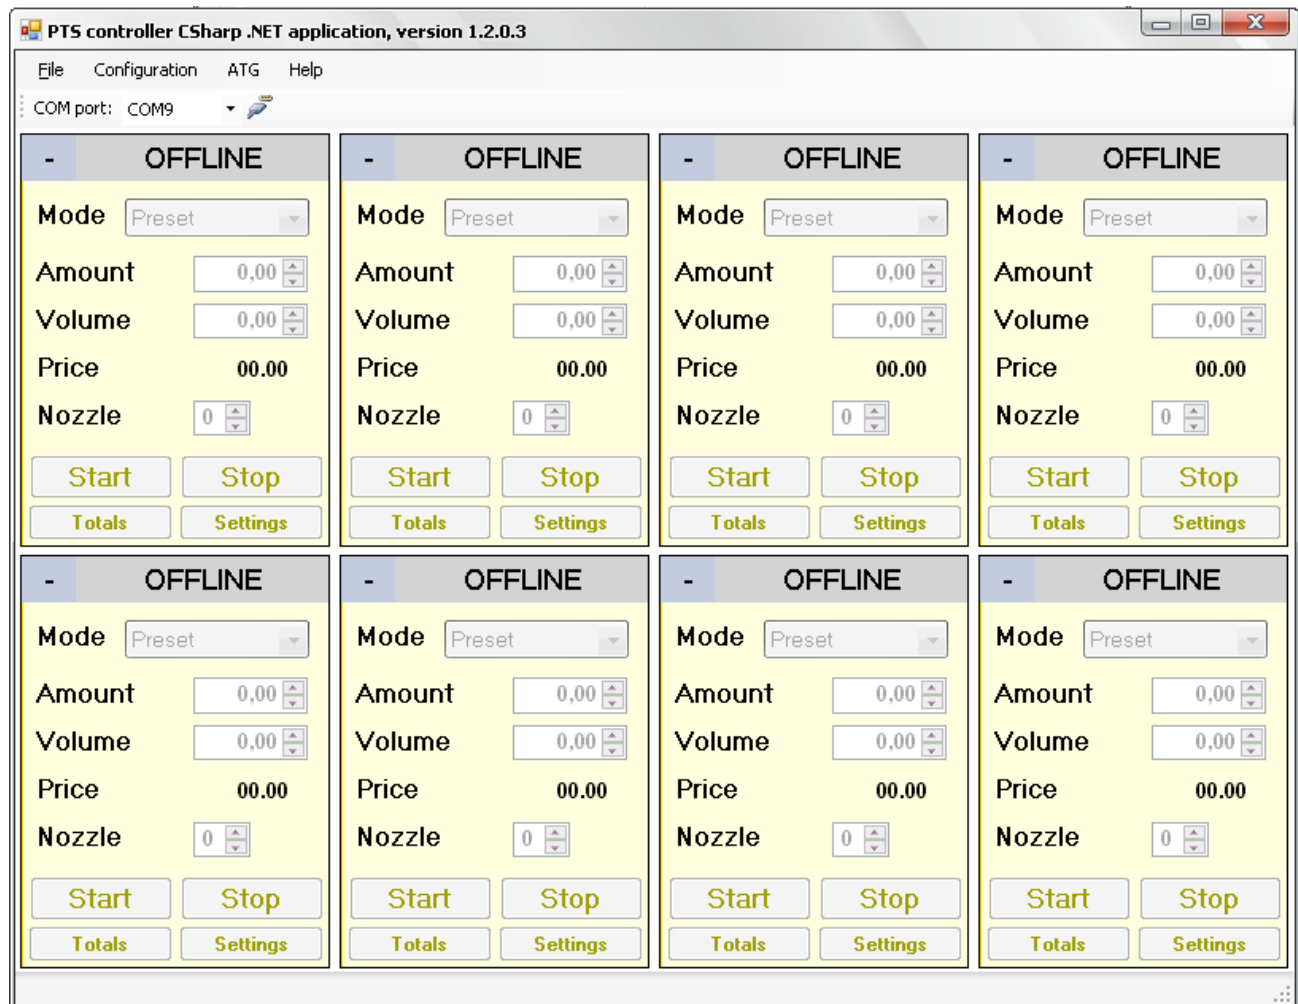 PTS controller CSharp .NET application, version 1.2.0.3
File Configuration ATG Help
COM port: COM9
- OFFLINE - OFFLINE - OFFLINE - OFFLINE
Mode Preset Mode Preset Mode Preset Mode Preset
Amount 0,00 Amount 0,00 Amount 0,00 Amount 0,00
Volume 0,00 Volume 0,00 Volume 0,00 Volume 0,00
Price 00.00 Price 00.00 Price 00.00 Price 00.00
Nozzle 0 Nozzle 0 Nozzle 0 Nozzle 0
Start Stop Start Stop Start Stop Start Stop
Totals Settings Totals Settings Totals Settings Totals Settings
- OFFLINE - OFFLINE - OFFLINE - OFFLINE
Mode Preset Mode Preset Mode Preset Mode Preset
Amount 0,00 Amount 0,00 Amount 0,00 Amount 0,00
Volume 0,00 Volume 0,00 Volume 0,00 Volume 0,00
Price 00.00 Price 00.00 Price 00.00 Price 00.00
Nozzle 0 Nozzle 0 Nozzle 0 Nozzle 0
Start Stop Start Stop Start Stop Start Stop
Totals Settings Totals Settings Totals Settings Totals Settings